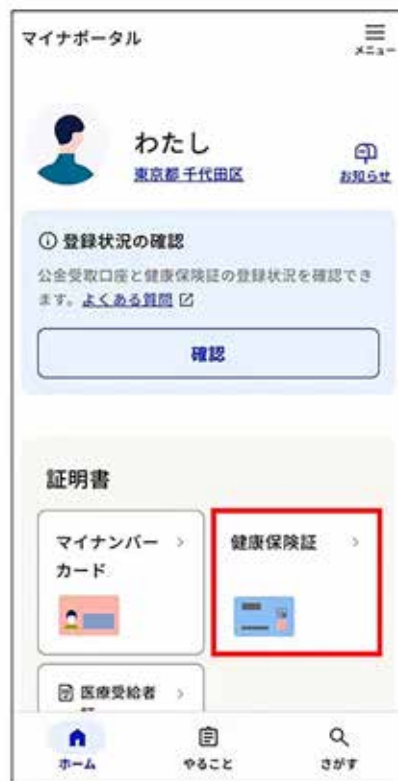 マイナポータル
メニュー
わたし
東京都 千代田区
お知らせ
登録状況の確認
公金受取口座と健康保険証の登録状況を確認でき
ます。よくある質問
確認
証明書
マイナンバー
カード
健康保険証
医療受給者
証
ホーム
やること
さがす